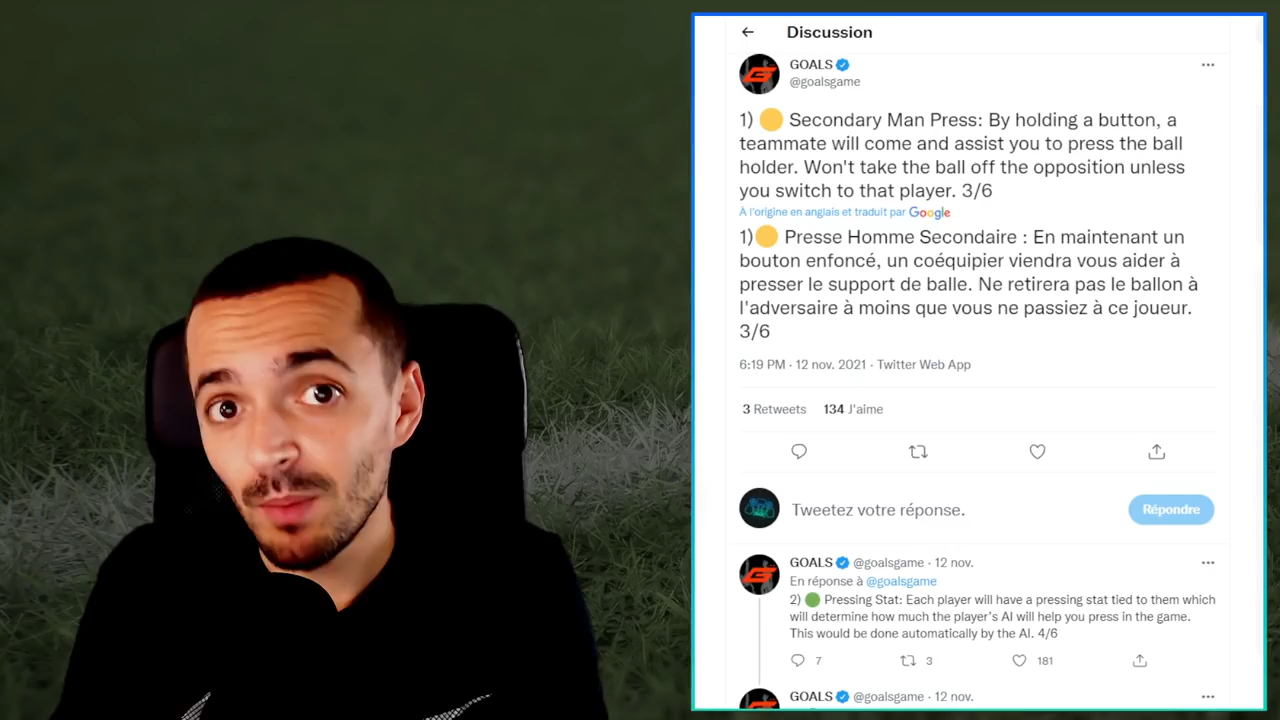 Discussion
GOALS
@goalsgame
1) 🟡 Secondary Man Press: By holding a button, a
teammate will come and assist you to press the ball
holder. Won't take the ball off the opposition unless
you switch to that player. 3/6
À l'origine en anglais et traduit par Google
1)🟡 Presse Homme Secondaire : En maintenant un
bouton enfoncé, un coéquipier viendra vous aider à
presser le support de balle. Ne retirera pas le ballon à
l'adversaire à moins que vous ne passiez à ce joueur.
3/6
6:19 PM · 12 nov. 2021 · Twitter Web App
3 Retweets 134 J'aime
Tweetez votre réponse.
Répondre
GOALS @goalsgame · 12 nov.
En réponse à @goalsgame
2) 🟢 Pressing Stat: Each player will have a pressing stat tied to them which
will determine how much the player's AI will help you press in the game.
This would be done automatically by the AI. 4/6
7 3 181
GOALS @goalsgame · 12 nov.